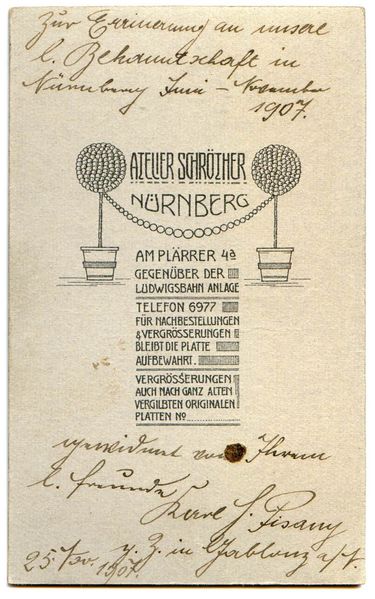 Zur Erinnerung an unsere
l. Bekanntschaft in
Nürnberg Juni - November
1907.
ATELIER SCHRÖTHER
NÜRNBERG
AM PLÄRRER 4a
GEGENÜBER DER
LUDWIGSBAHN ANLAGE
TELEFON 6977
FÜR NACHBESTELLUNGEN
& VERGRÖSSERUNGEN
BLEIBT DIE PLATTE
AUFBEWAHRT.
VERGRÖSSERUNGEN
AUCH NACH GANZ ALTEN
VERGILBTEN ORIGINALEN
PLATTEN No
gewidmet von Ihrem
l. Freunde
Karl Pisany
z. Z. in Gablonz a/N.
25. 1907.